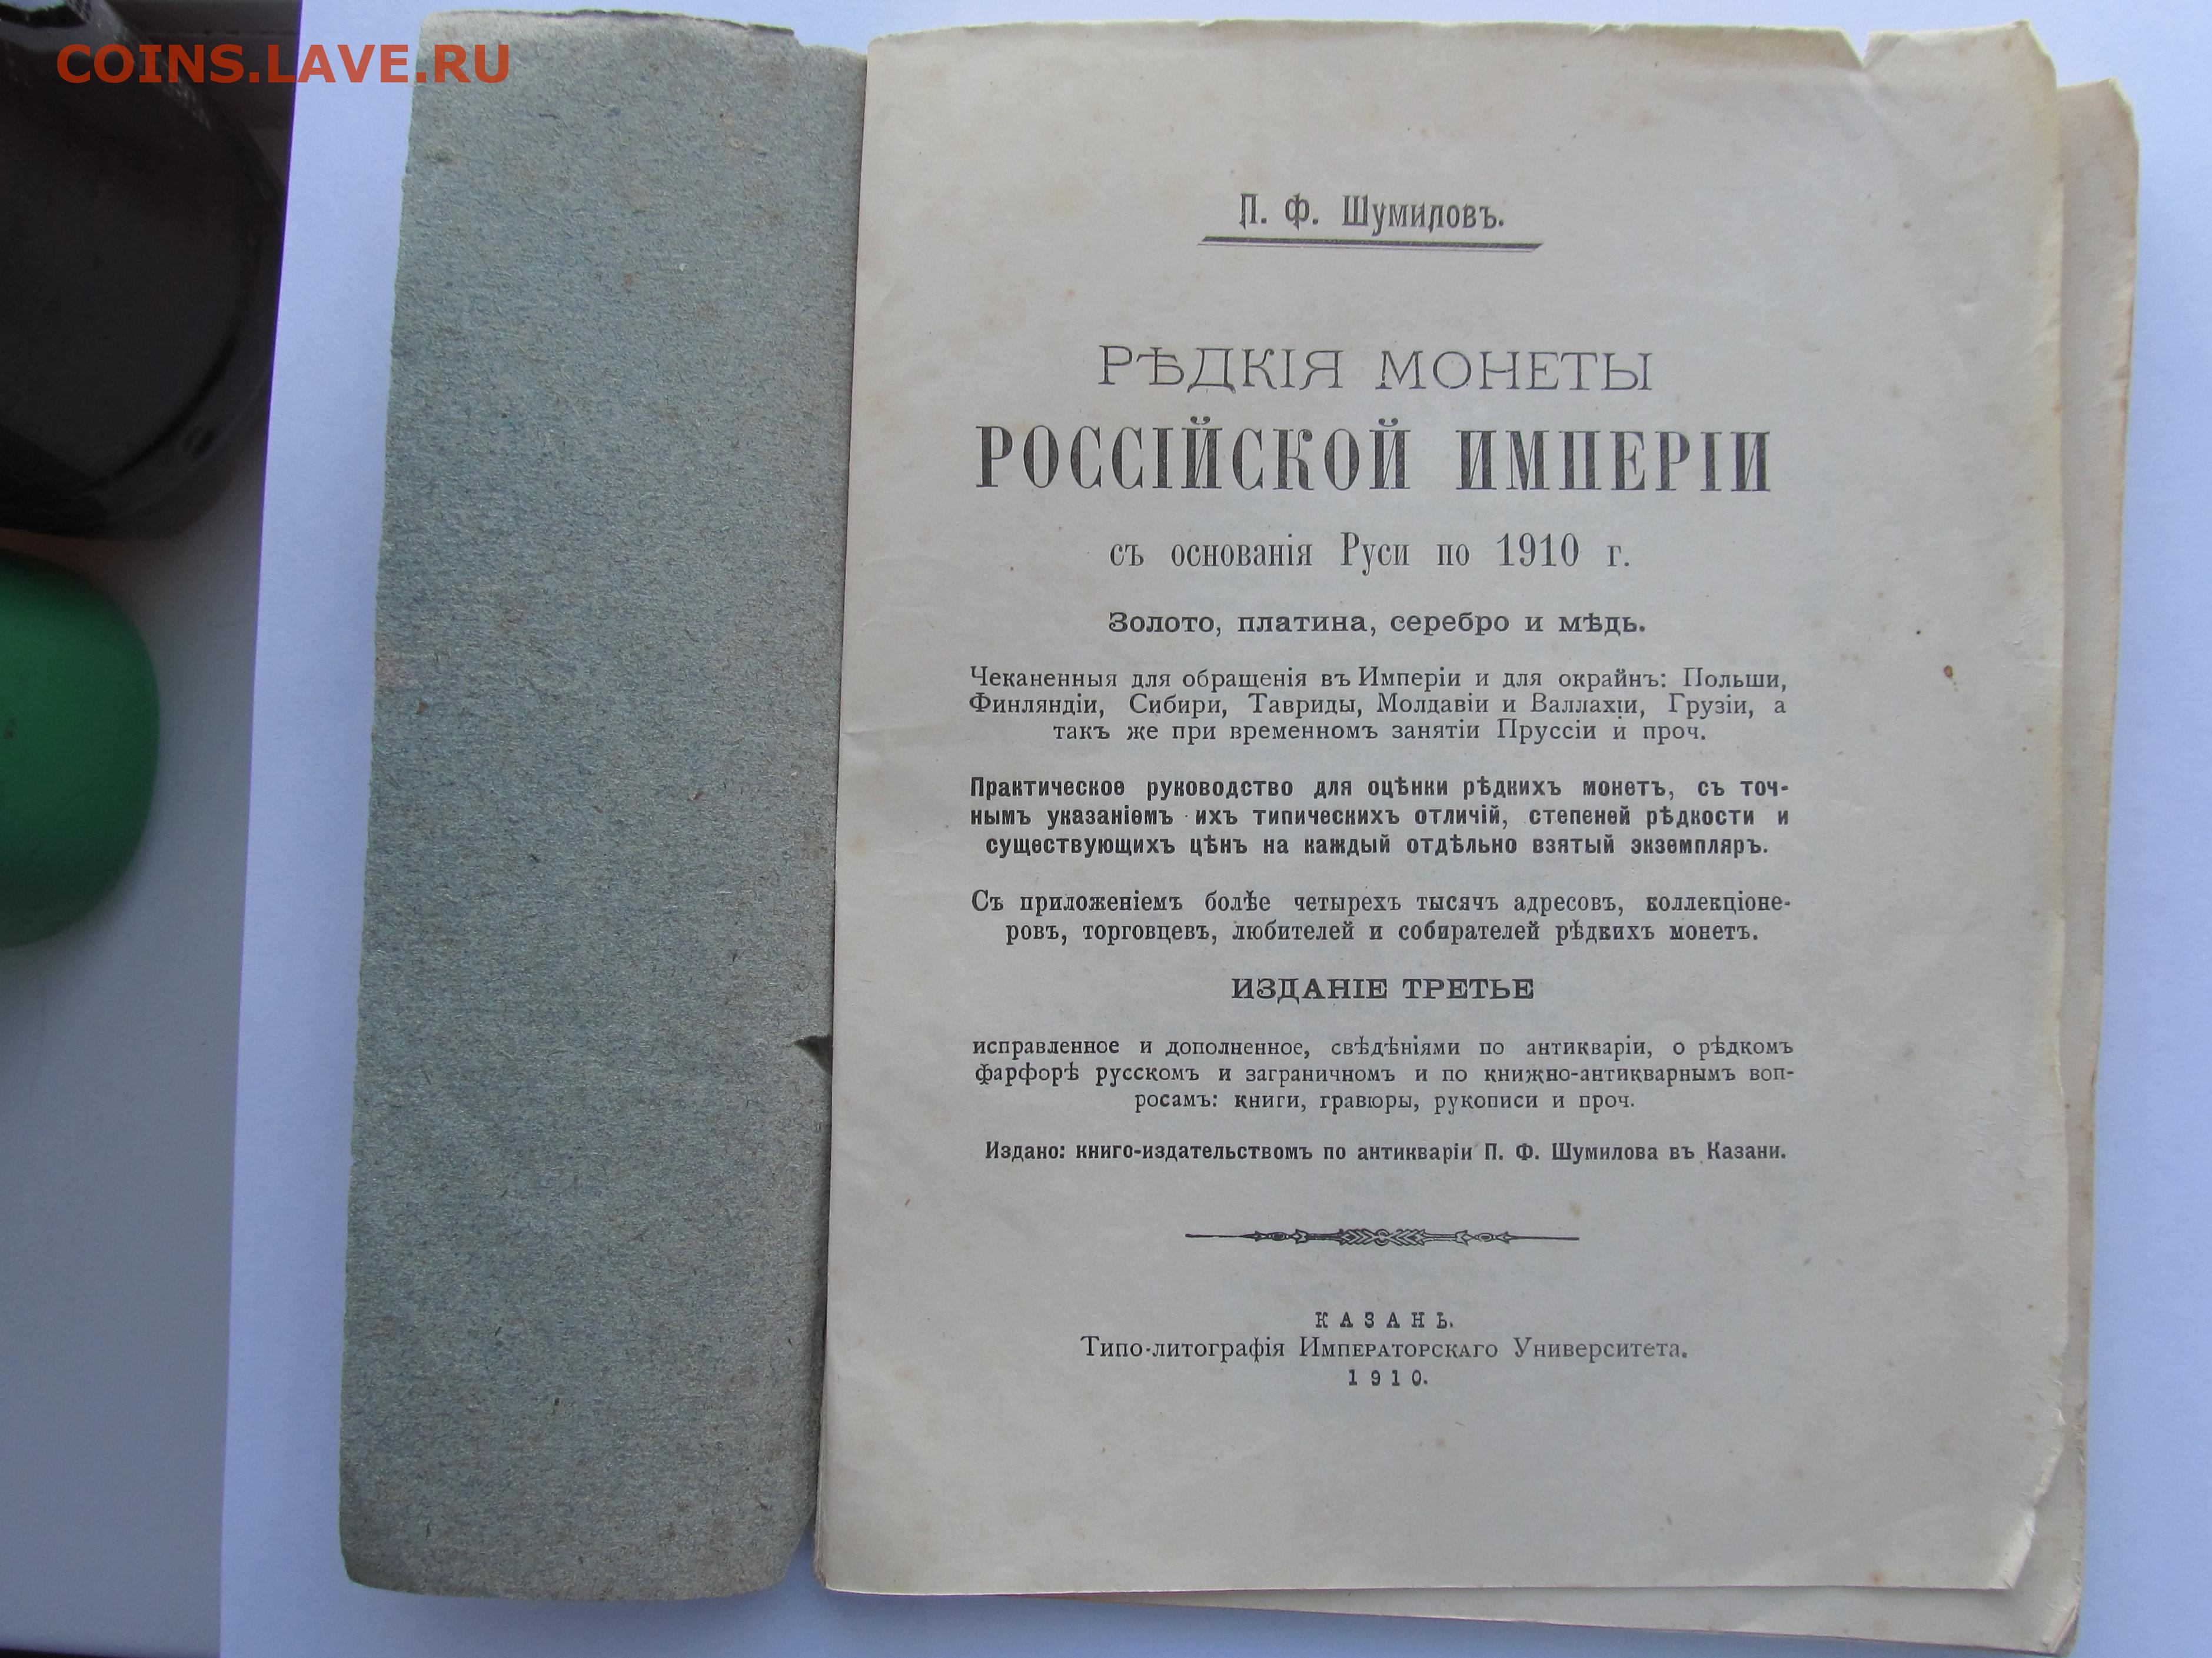 COINS.LAVE.RU
П. Ф. Шумиловъ.
РѢДКІЯ МОНЕТЫ
РОССІЙСКОЙ ИМПЕРІИ
съ основанія Руси по 1910 г.
Золото, платина, серебро и мѣдь.
Чеканенныя для обращенія въ Имперіи и для окрайнъ: Польши,
Финляндіи, Сибири, Тавриды, Молдавіи и Валлахіи, Грузіи, а
такъ же при временномъ занятіи Пруссіи и проч.
Практическое руководство для оцѣнки рѣдкихъ монетъ, съ точ-
нымъ указаніемъ ихъ типическихъ отличій, степеней рѣдкости и
существующихъ цѣнъ на каждый отдѣльно взятый экземпляръ.
Съ приложеніемъ болѣе четырехъ тысячъ адресовъ, коллекціоне-
ровъ, торговцевъ, любителей и собирателей рѣдкихъ монетъ.
ИЗДАНІЕ ТРЕТЬЕ
исправленное и дополненное, свѣдѣніями по антикваріи, о рѣдкомъ
фарфорѣ русскомъ и заграничномъ и по книжно-антикварнымъ воп-
росамъ: книги, гравюры, рукописи и проч.
Издано: книго-издательствомъ по антикваріи П. Ф. Шумилова въ Казани.
КАЗАНЬ.
Типо-литографія Императорскаго Университета.
1910.